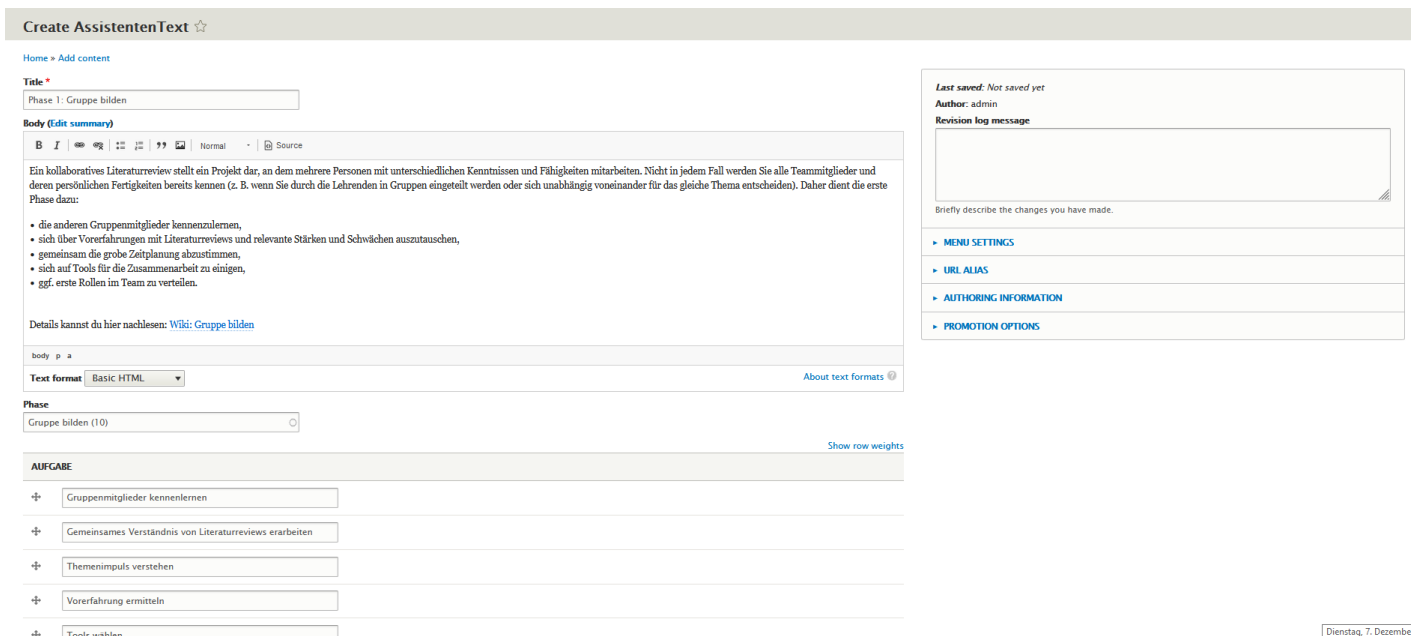 Create AssistentenText
Home » Add content
Title *
Phase 1: Gruppe bilden
Body (Edit summary)
B I Normal Source
Ein kollaboratives Literaturreview stellt ein Projekt dar, an dem mehrere Personen mit unterschiedlichen Kenntnissen und Fähigkeiten mitarbeiten. Nicht in jedem Fall werden Sie alle Teammitglieder und
deren persönlichen Fertigkeiten bereits kennen (z. B. wenn Sie durch die Lehrenden in Gruppen eingeteilt werden oder sich unabhängig voneinander für das gleiche Thema entscheiden). Daher dient die erste
Phase dazu:
• die anderen Gruppenmitglieder kennenzulernen,
• sich über Vorerfahrungen mit Literaturreviews und relevante Stärken und Schwächen auszutauschen,
• gemeinsam die grobe Zeitplanung abzustimmen,
• sich auf Tools für die Zusammenarbeit zu einigen,
• ggf. erste Rollen im Team zu verteilen.
Details kannst du hier nachlesen: Wiki: Gruppe bilden
body p a
Text format Basic HTML
About text formats
Phase
Gruppe bilden (10)
Show row weights
AUFGABE
Gruppenmitglieder kennenlernen
Gemeinsames Verständnis von Literaturreviews erarbeiten
Themenimpuls verstehen
Vorerfahrung ermitteln
Tools wählen
Last saved: Not saved yet
Author: admin
Revision log message
Briefly describe the changes you have made.
MENU SETTINGS
URL ALIAS
AUTHORING INFORMATION
PROMOTION OPTIONS
Dienstag, 7. Dezembe